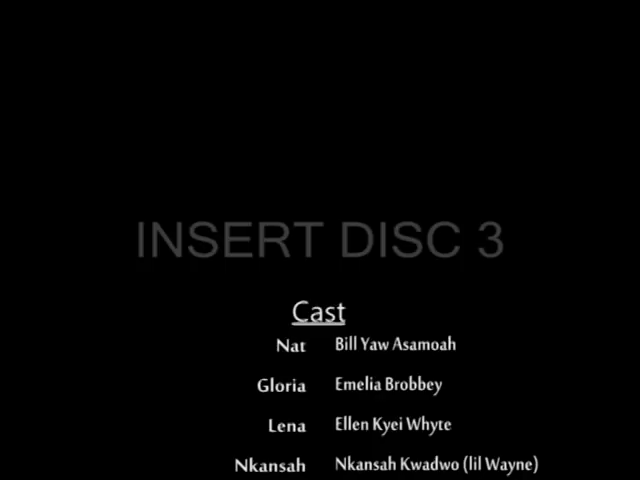 INSERT DISC 3
Cast
Nat Bill Yaw Asamoah
Gloria Emelia Brobbey
Lena Ellen Kyei Whyte
Nkansah Nkansah Kwadwo (lil Wayne)